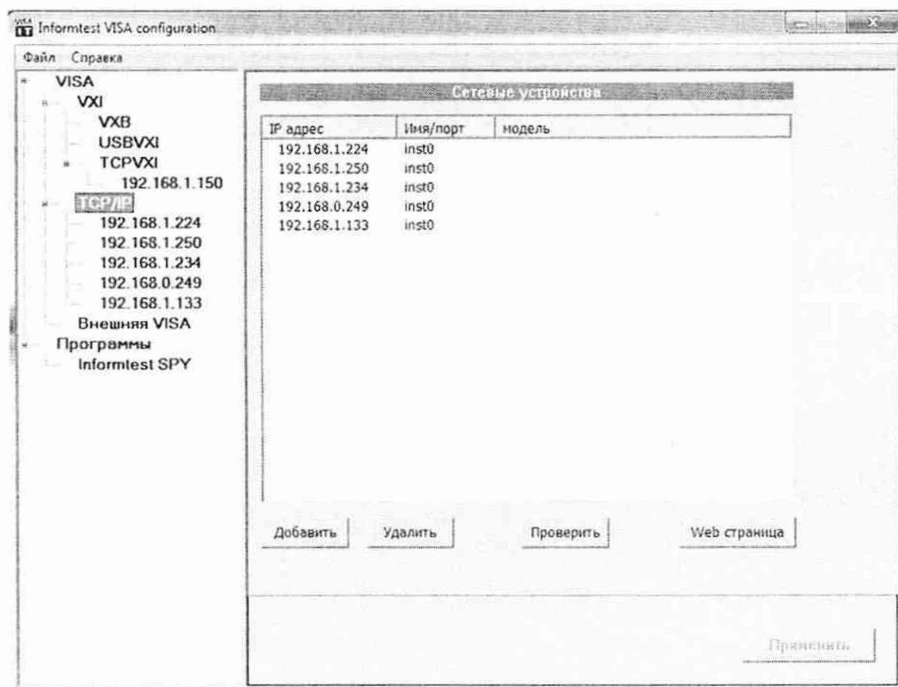 Informtest VISA configuration
Файл Справка
VISA
VXI
VXB
USBVXI
TCPVXI
192.168.1.150
TCP/IP
192.168.1.224
192.168.1.250
192.168.1.234
192.168.0.249
192.168.1.133
Внешняя VISA
Программы
Informtest SPY
Сетевые устройства
IP адрес Имя/порт модель
192.168.1.224 inst0
192.168.1.250 inst0
192.168.1.234 inst0
192.168.0.249 inst0
192.168.1.133 inst0
Добавить Удалить Проверить Web страница
Применить